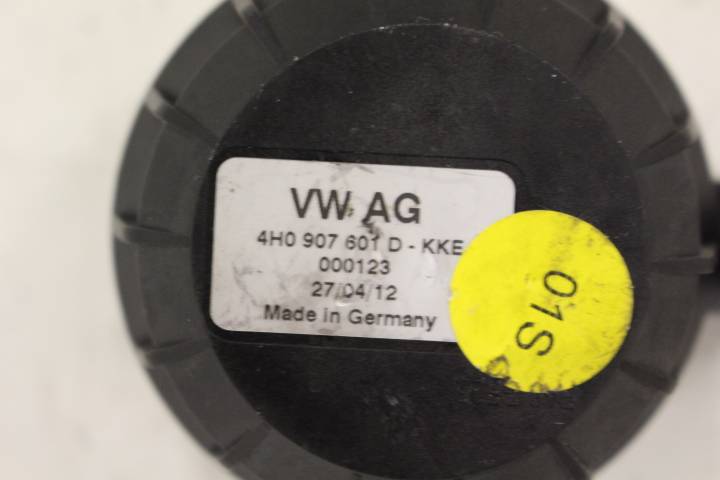 VW AG
4H0 907 601 D - KKE
000123
27/04/12
Made in Germany
01S